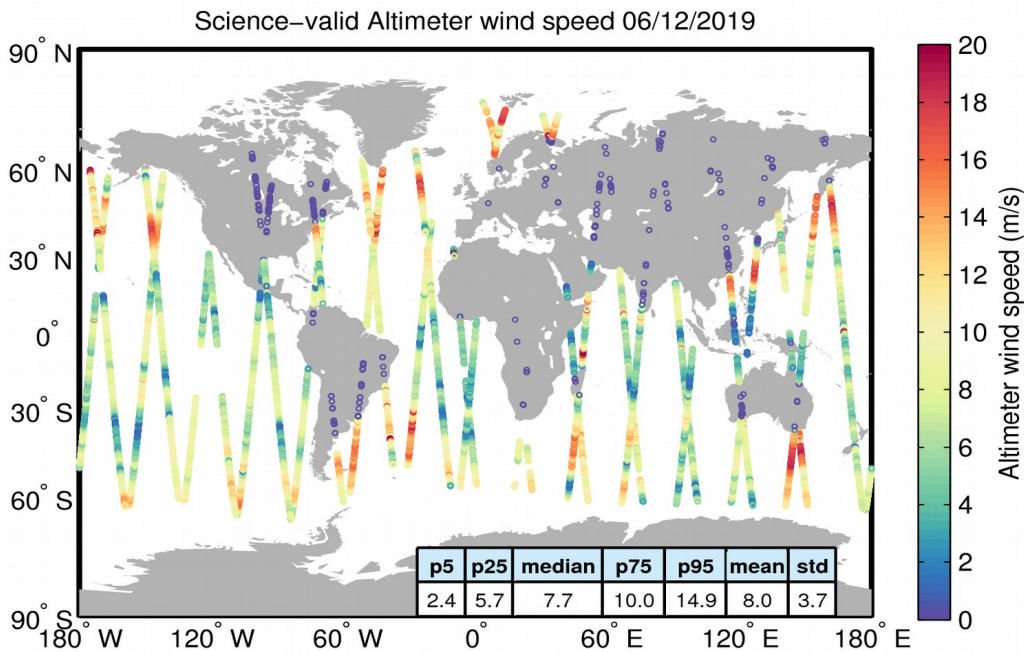 Science−valid Altimeter wind speed 06/12/2019
90° N
60° N
30° N
0°
30° S
60° S
90° S
180° W
120° W
60° W
0°
60° E
120° E
180° E
p5 p25 median p75 p95 mean std
2.4 5.7 7.7 10.0 14.9 8.0 3.7
20
18
16
14
12
10
8
6
4
2
0
Altimeter wind speed (m/s)